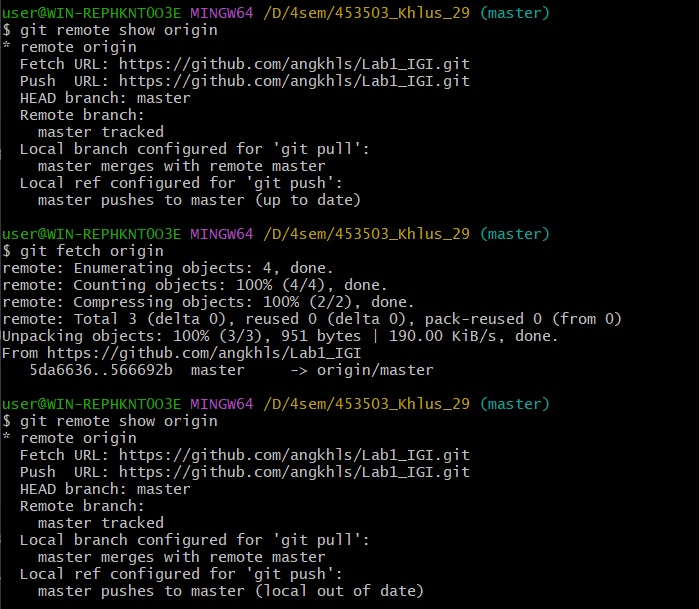 user@WIN-REPHKNTOO3E MINGW64 /D/4sem/453503_Khlus_29 (master)
$ git remote show origin
* remote origin
  Fetch URL: https://github.com/angkhls/Lab1_IGI.git
  Push  URL: https://github.com/angkhls/Lab1_IGI.git
  HEAD branch: master
  Remote branch:
    master tracked
  Local branch configured for 'git pull':
    master merges with remote master
  Local ref configured for 'git push':
    master pushes to master (up to date)

user@WIN-REPHKNTOO3E MINGW64 /D/4sem/453503_Khlus_29 (master)
$ git fetch origin
remote: Enumerating objects: 4, done.
remote: Counting objects: 100% (4/4), done.
remote: Compressing objects: 100% (2/2), done.
remote: Total 3 (delta 0), reused 0 (delta 0), pack-reused 0 (from 0)
Unpacking objects: 100% (3/3), 951 bytes | 190.00 KiB/s, done.
From https://github.com/angkhls/Lab1_IGI
   5da6636..566692b  master     -> origin/master

user@WIN-REPHKNTOO3E MINGW64 /D/4sem/453503_Khlus_29 (master)
$ git remote show origin
* remote origin
  Fetch URL: https://github.com/angkhls/Lab1_IGI.git
  Push  URL: https://github.com/angkhls/Lab1_IGI.git
  HEAD branch: master
  Remote branch:
    master tracked
  Local branch configured for 'git pull':
    master merges with remote master
  Local ref configured for 'git push':
    master pushes to master (local out of date)